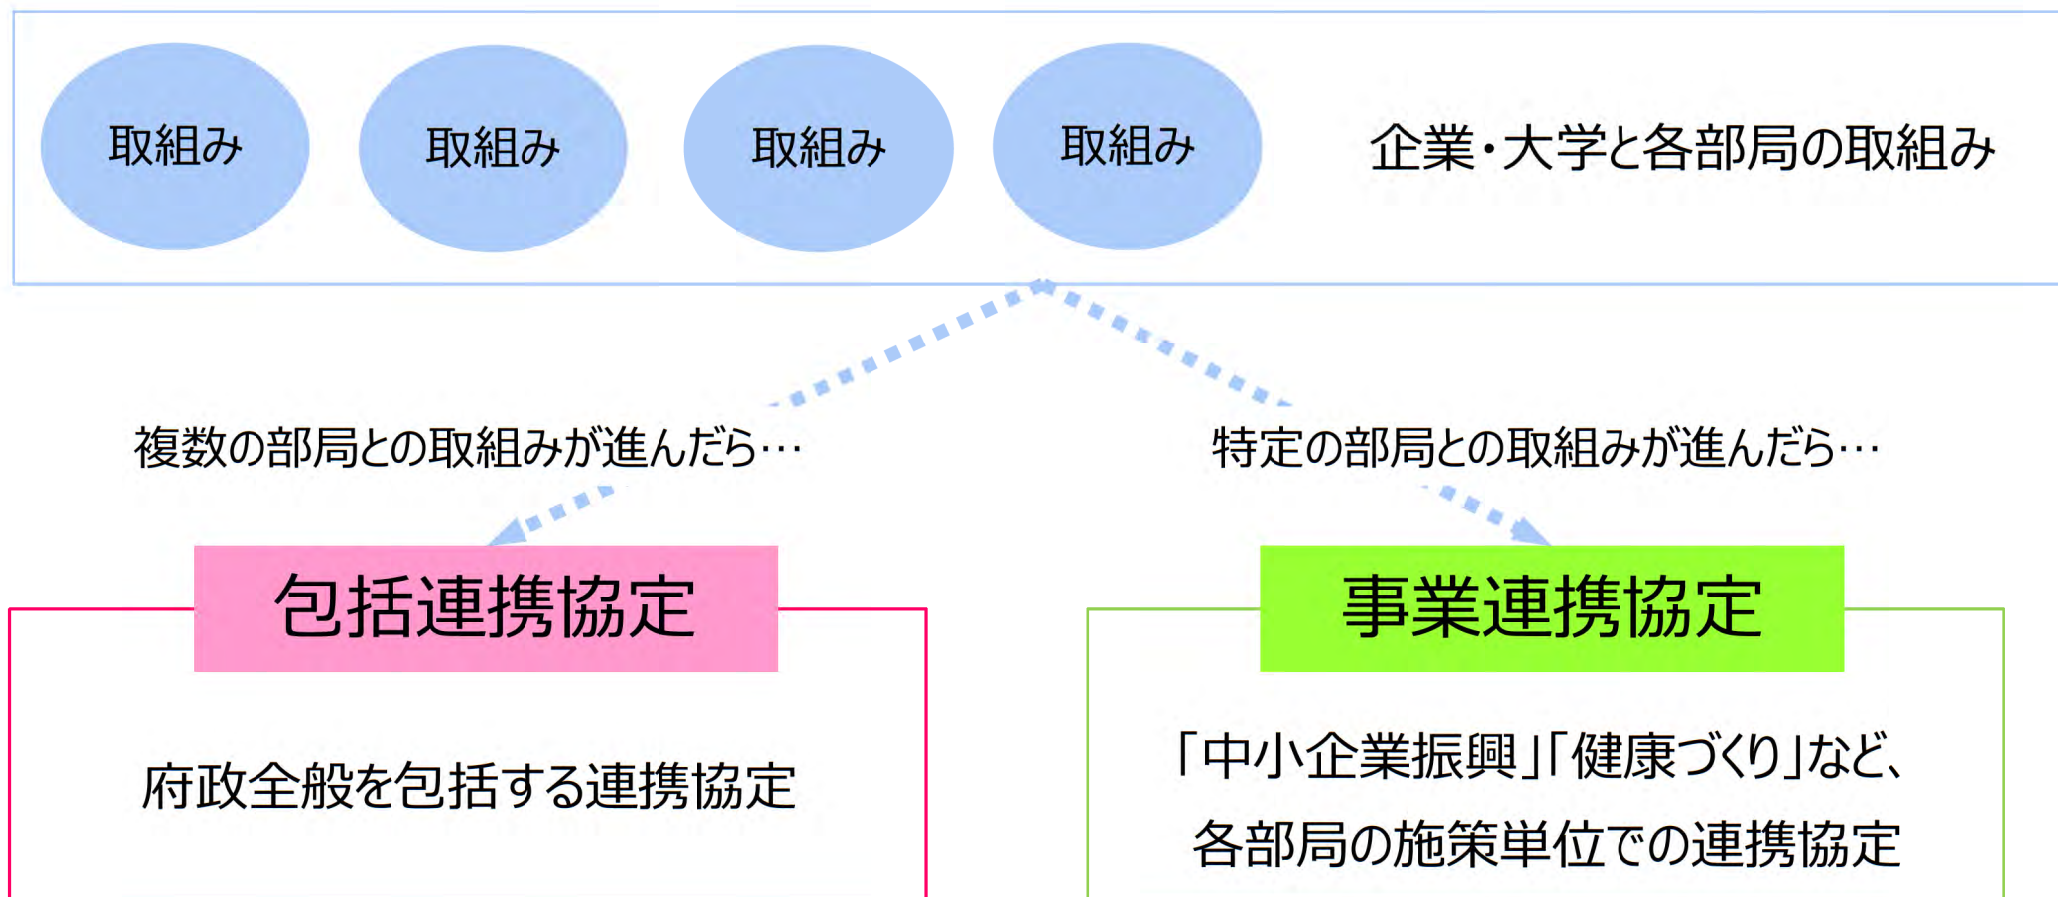 取組み
取組み
取組み
取組み
企業・大学と各部局の取組み
複数の部局との取組みが進んだら…
特定の部局との取組みが進んだら…
包括連携協定
事業連携協定
府政全般を包括する連携協定
「中小企業振興」「健康づくり」など、
各部局の施策単位での連携協定